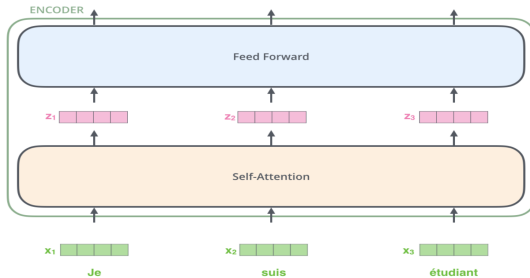 ENCODER
Feed Forward
z₁ z₂ z₃
Self-Attention
x₁ x₂ x₃
Je suis étudiant